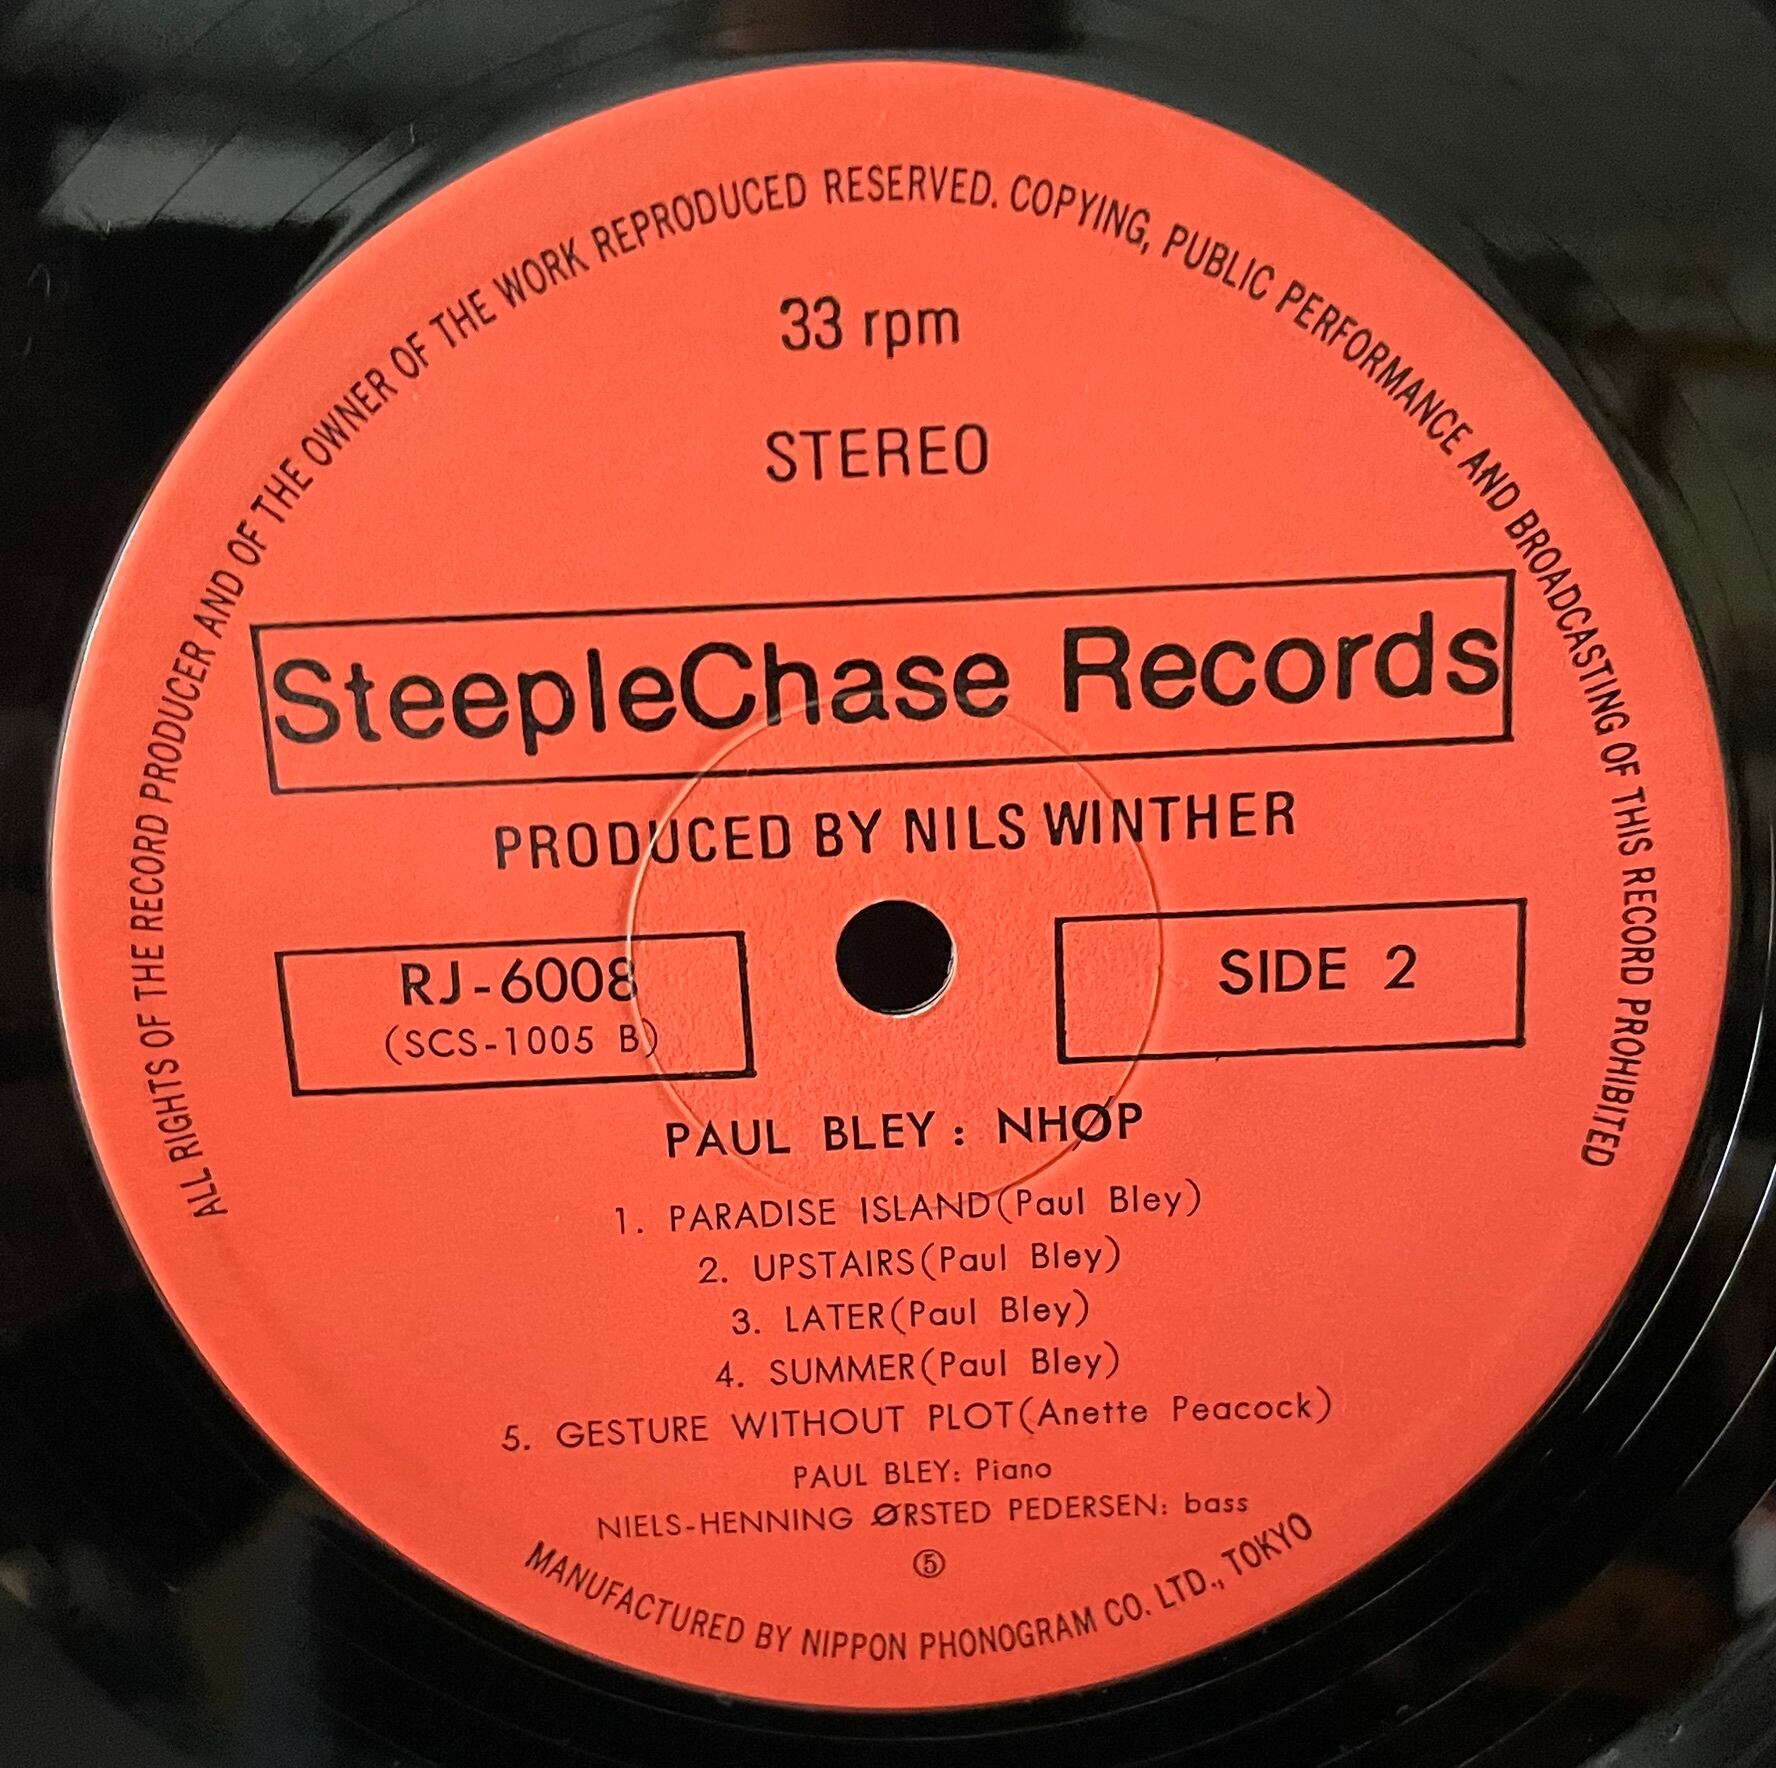 ALL RIGHTS OF THE RECORD PRODUCER AND OF THE OWNER OF THE WORK REPRODUCED RESERVED. COPYING, PUBLIC PERFORMANCE AND BROADCASTING OF THIS RECORD PROHIBITED
33 rpm
STEREO
SteepleChase Records
PRODUCED BY NILS WINTHER
RJ-6008
(SCS-1005 B)
SIDE 2
PAUL BLEY : NHØP
1. PARADISE ISLAND(Paul Bley)
2. UPSTAIRS(Paul Bley)
3. LATER(Paul Bley)
4. SUMMER(Paul Bley)
5. GESTURE WITHOUT PLOT(Anette Peacock)
PAUL BLEY: Piano
NIELS-HENNING ØRSTED PEDERSEN: bass
⑤
MANUFACTURED BY NIPPON PHONOGRAM CO. LTD., TOKYO